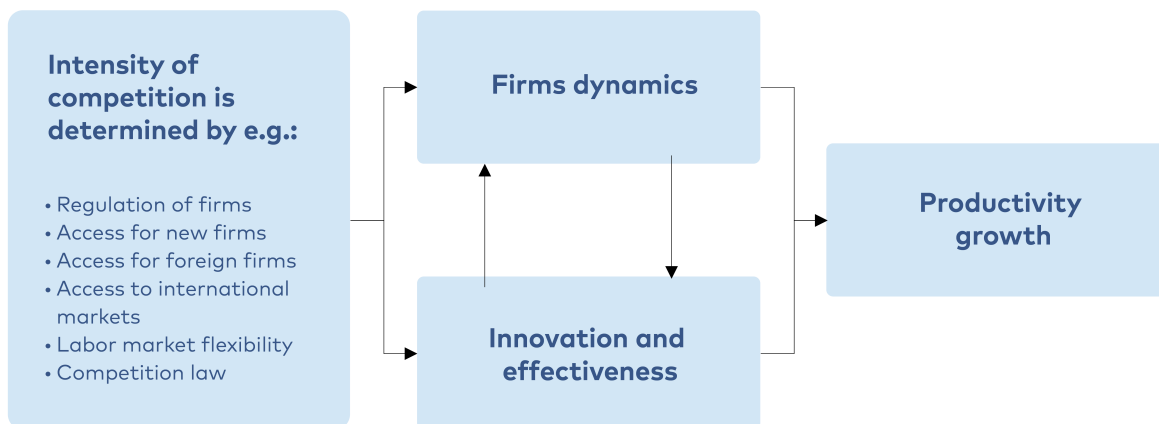 Intensity of
competition is
determined by e.g.:
• Regulation of firms
• Access for new firms
• Access for foreign firms
• Access to international
markets
• Labor market flexibility
• Competition law
Firms dynamics
Innovation and
effectiveness
Productivity
growth